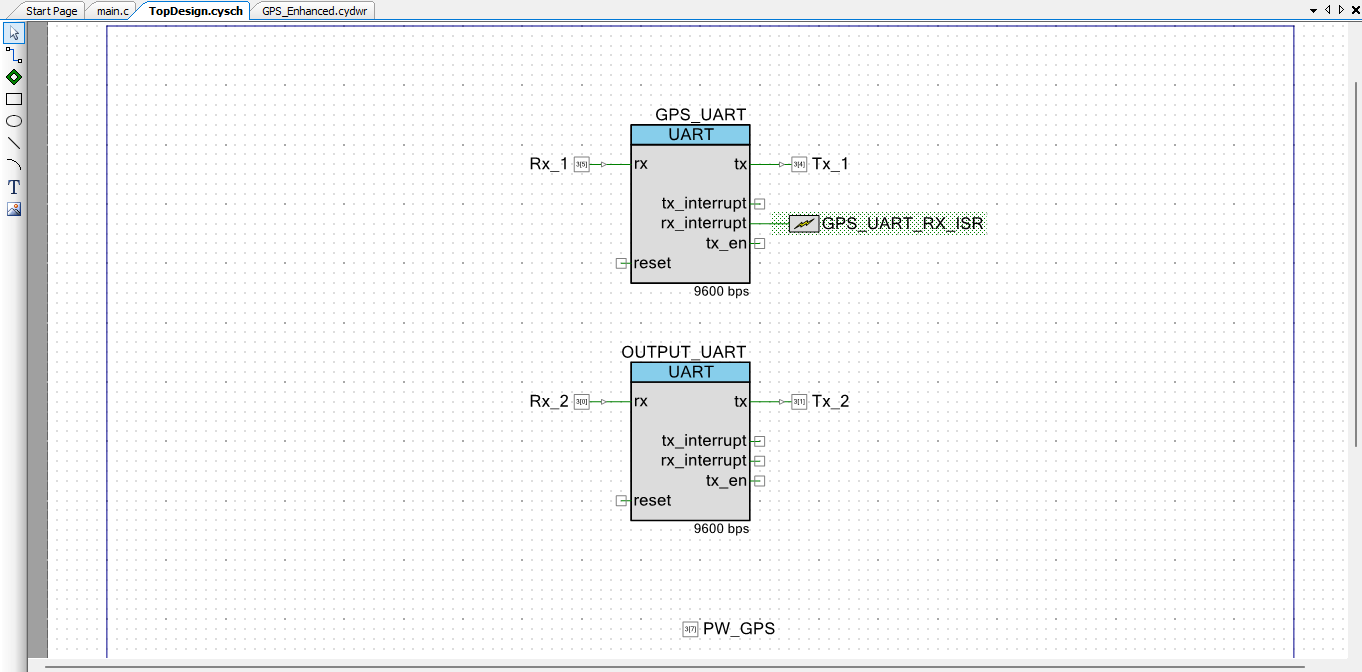 Start Page main.c TopDesign.cysch GPS_Enhanced.cydwr
T
GPS_UART
UART
Rx_1 3[5] rx tx 3[4] Tx_1
tx_interrupt
rx_interrupt GPS_UART_RX_ISR
tx_en
reset
9600 bps
OUTPUT_UART
UART
Rx_2 3[0] rx tx 3[1] Tx_2
tx_interrupt
rx_interrupt
tx_en
reset
9600 bps
3[7] PW_GPS